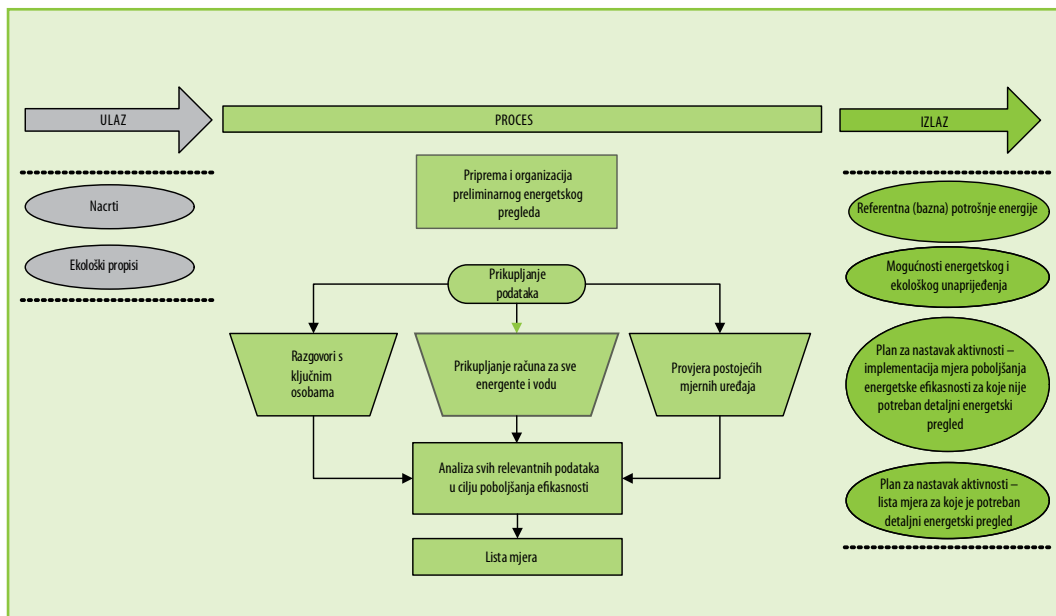 ULAZ
PROCES
IZLAZ
Nacrti
Ekološki propisi
Priprema i organizacija
preliminarnog energetskog
pregleda
Prikupljanje
podataka
Razgovori s
ključnim
osobama
Prikupljanje računa za sve
energente i vodu
Provjera postojećih
mjernih uređaja
Analiza svih relevantnih podataka
u cilju poboljšanja efikasnosti
Lista mjera
Referentna (bazna) potrošnje energije
Mogućnosti energetskog i
ekološkog unaprijeđenja
Plan za nastavak aktivnosti –
implementacija mjera poboljšanja
energetske efikasnosti za koje nije
potreban detaljni energetski
pregled
Plan za nastavak aktivnosti –
lista mjera za koje je potreban
detaljni energetski pregled